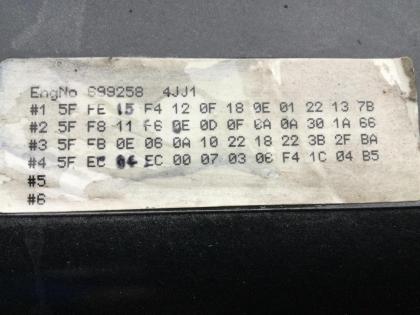 EngNo 699258 4JJ1
#1 5F FE 15 F4 12 0F 18 0E 01 22 13 7B
#2 5F F8 11 F6 0E 0D 0F 0A 0A 30 1A 66
#3 5F FB 0E 06 0A 10 22 18 22 3B 2F BA
#4 5F EC EC 00 07 03 06 F4 1C 04 B5
#5
#6